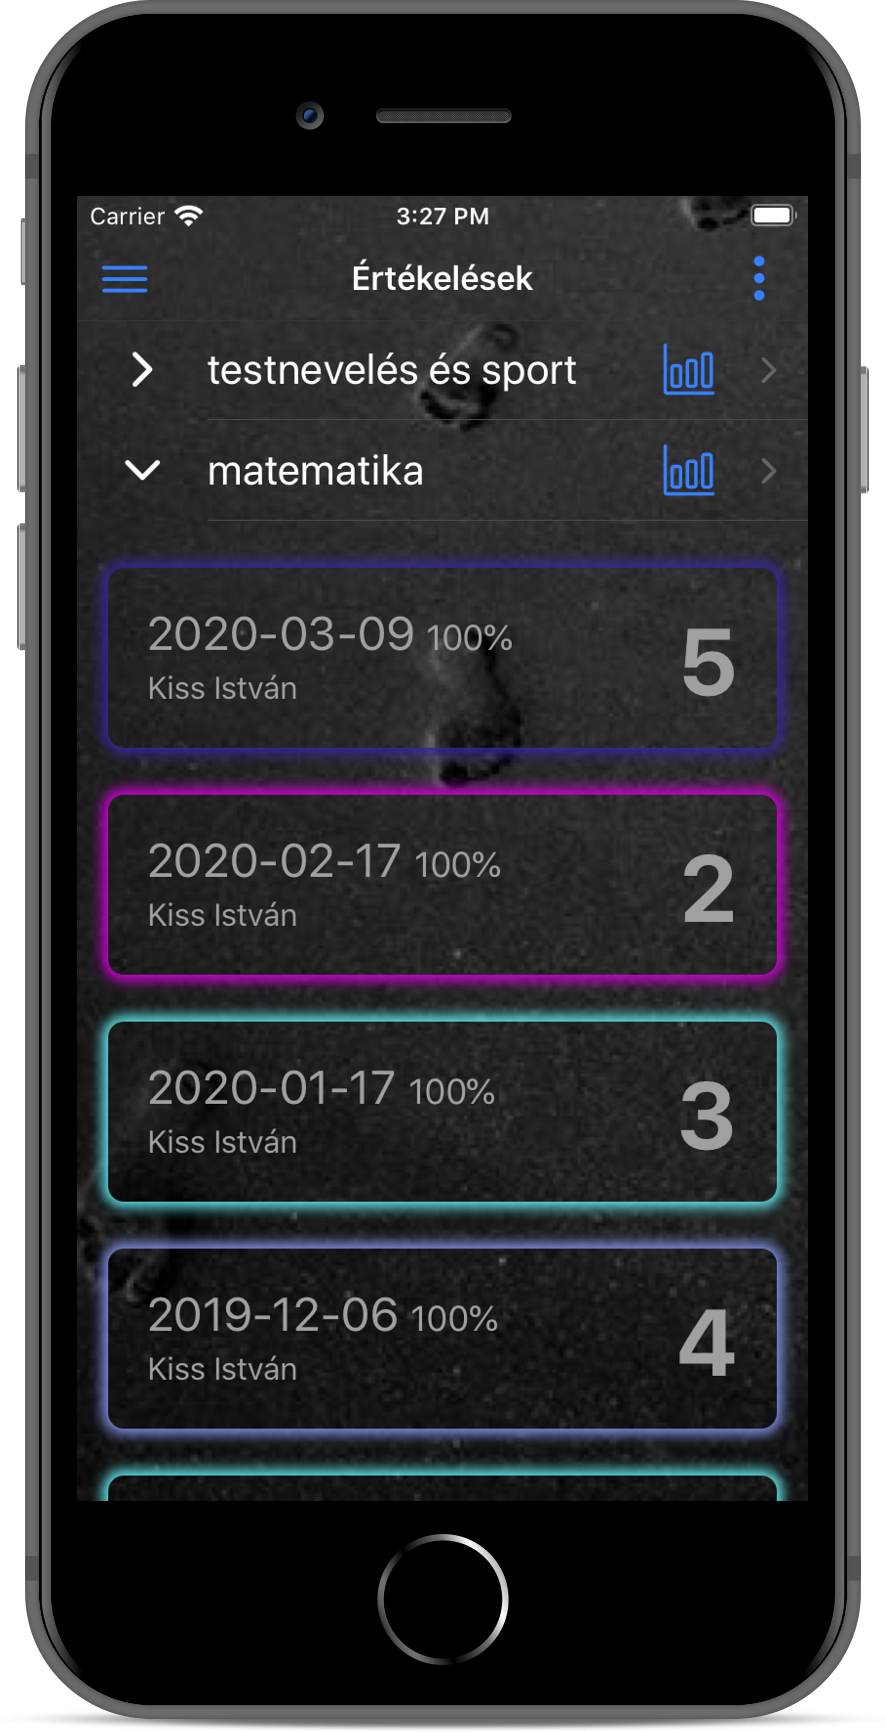 Carrier 3:27 PM
Értékelések
testnevelés és sport
matematika
2020-03-09 100%
Kiss István
5
2020-02-17 100%
Kiss István
2
2020-01-17 100%
Kiss István
3
2019-12-06 100%
Kiss István
4